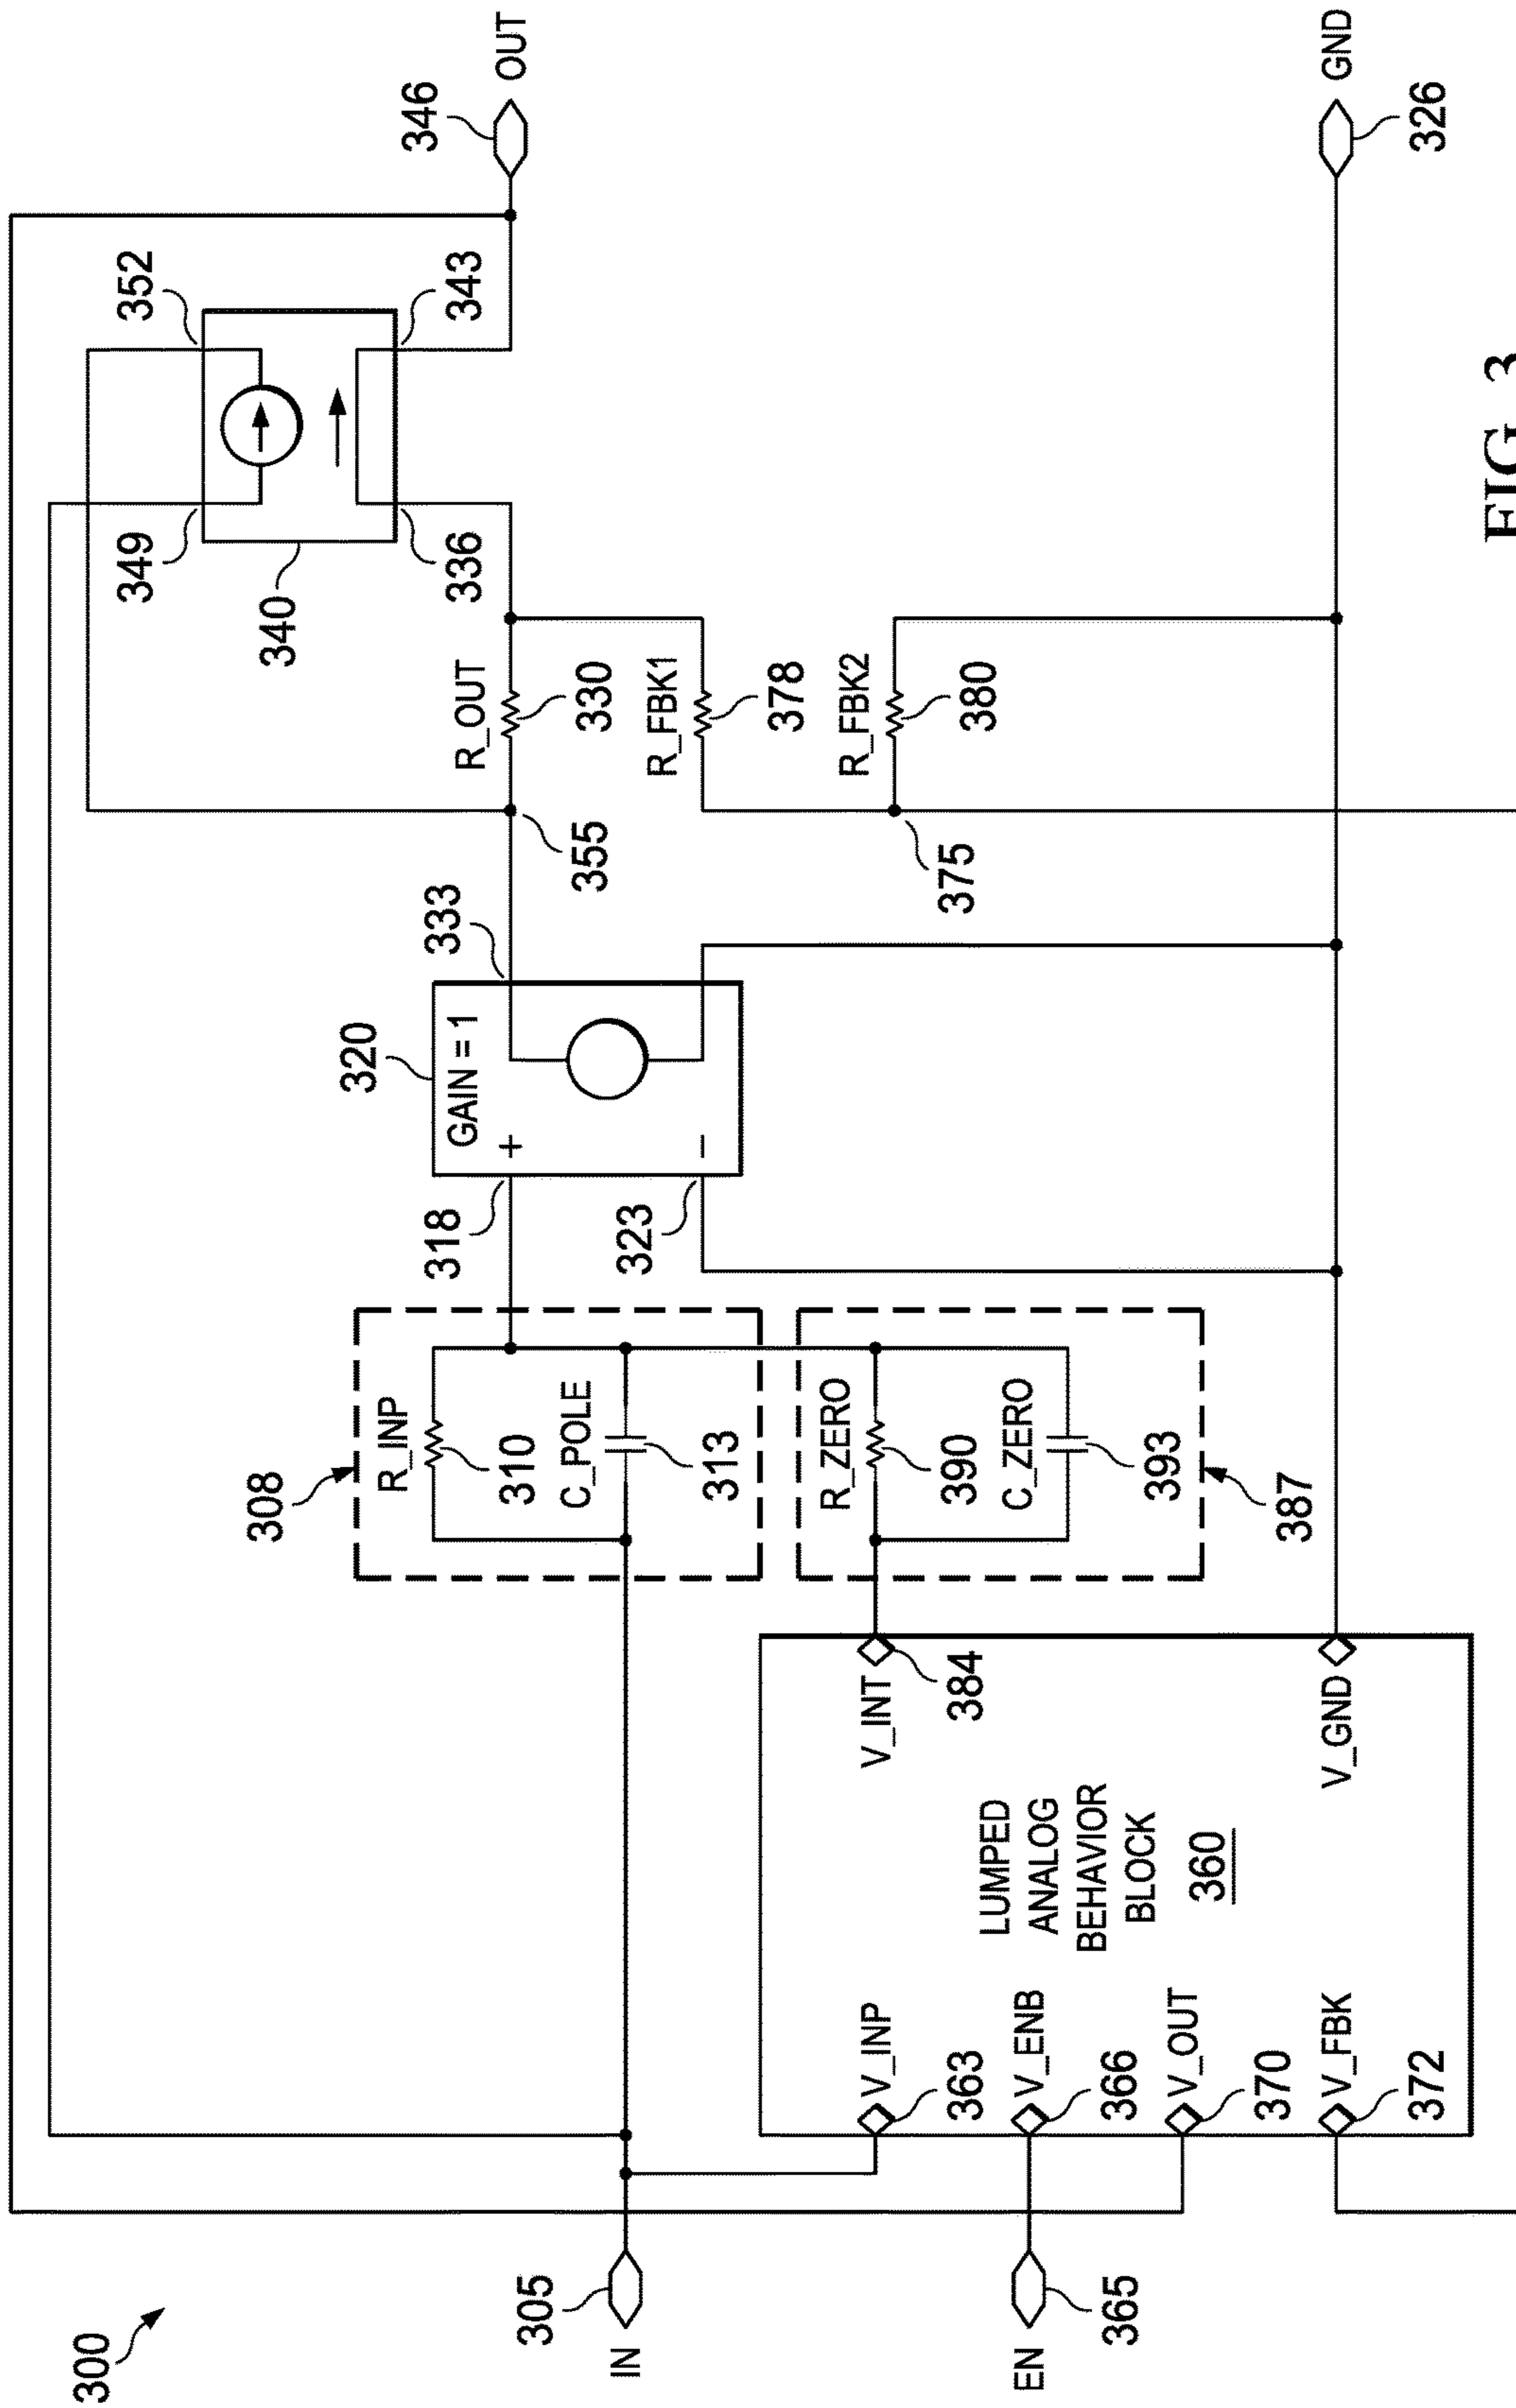 300
IN
305
EN
365
308
R_INP
310
C_POLE
313
R_ZERO
390
C_ZERO
393
387
V_INP
363
V_ENB
366
V_OUT
370
V_FBK
372
LUMPED
ANALOG
BEHAVIOR
BLOCK
360
V_INT
384
V_GND
318
323
320
GAIN = 1
+
−
333
355
R_OUT
330
R_FBK1
378
R_FBK2
380
375
340
349
352
336
343
346
OUT
326
GND
FIG. 3